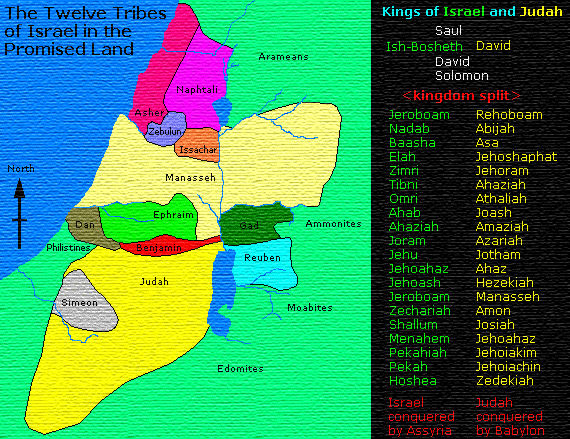 The Twelve Tribes
of Israel in the
Promised Land
Arameans
Naphtali
Asher
Zebulun
Issachar
North
Manasseh
Ephraim
Dan
Gad
Ammonites
Philistines
Benjamin
Reuben
Judah
Simeon
Moabites
Edomites
Kings of Israel and Judah
Saul
Ish-Bosheth David
David
Solomon
<kingdom split>
Jeroboam Rehoboam
Nadab Abijah
Baasha Asa
Elah Jehoshaphat
Zimri Jehoram
Tibni Ahaziah
Omri Athaliah
Ahab Joash
Ahaziah Amaziah
Joram Azariah
Jehu Jotham
Jehoahaz Ahaz
Jehoash Hezekiah
Jeroboam Manasseh
Zechariah Amon
Shallum Josiah
Menahem Jehoahaz
Pekahiah Jehoiakim
Pekah Jehoiachin
Hoshea Zedekiah
Israel Judah
conquered conquered
by Assyria by Babylon